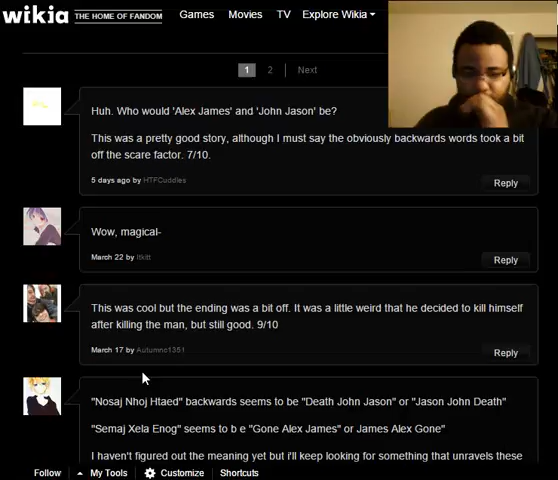 wikia THE HOME OF FANDOM Games Movies TV Explore Wikia
1 2 Next
Huh. Who would 'Alex James' and 'John Jason' be?
This was a pretty good story, although I must say the obviously backwards words took a bit
off the scare factor. 7/10.
5 days ago by HTFCuddles
Reply
Wow, magical-
March 22 by Itkitt
Reply
This was cool but the ending was a bit off. It was a little weird that he decided to kill himself
after killing the man, but still good. 9/10
March 17 by Autumnc1351
Reply
"Nosaj Nhoj Htaed" backwards seems to be "Death John Jason" or "Jason John Death"
"Semaj Xela Enog" seems to b e "Gone Alex James" or James Alex Gone"
I haven't figured out the meaning yet but i'll keep looking for something that unravels these
Follow My Tools Customize Shortcuts